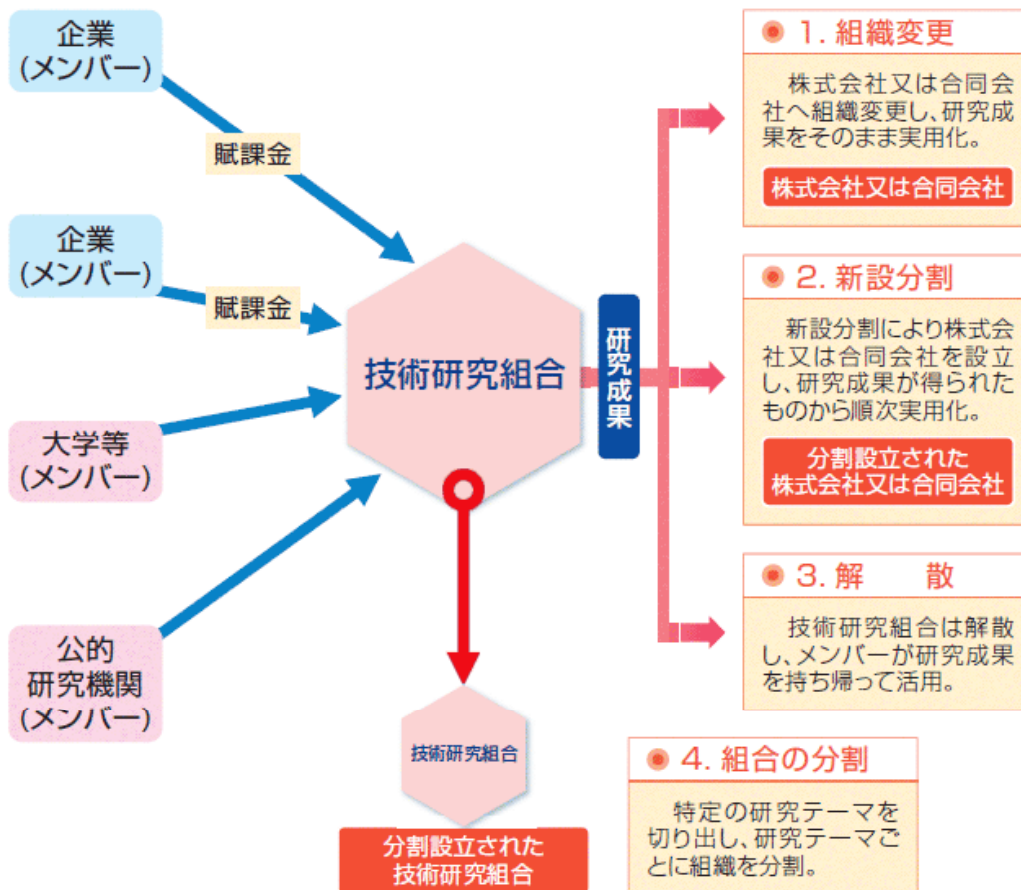 企業
(メンバー)
賦課金
企業
(メンバー)
賦課金
大学等
(メンバー)
公的
研究機関
(メンバー)
技術研究組合
研究成果
技術研究組合
分割設立された
技術研究組合
1. 組織変更
株式会社又は合同会
社へ組織変更し、研究成
果をそのまま実用化。
株式会社又は合同会社
2. 新設分割
新設分割により株式会
社又は合同会社を設立
し、研究成果が得られた
ものから順次実用化。
分割設立された
株式会社又は合同会社
3. 解　　散
技術研究組合は解散
し、メンバーが研究成果
を持ち帰って活用。
4. 組合の分割
特定の研究テーマを
切り出し、研究テーマご
とに組織を分割。